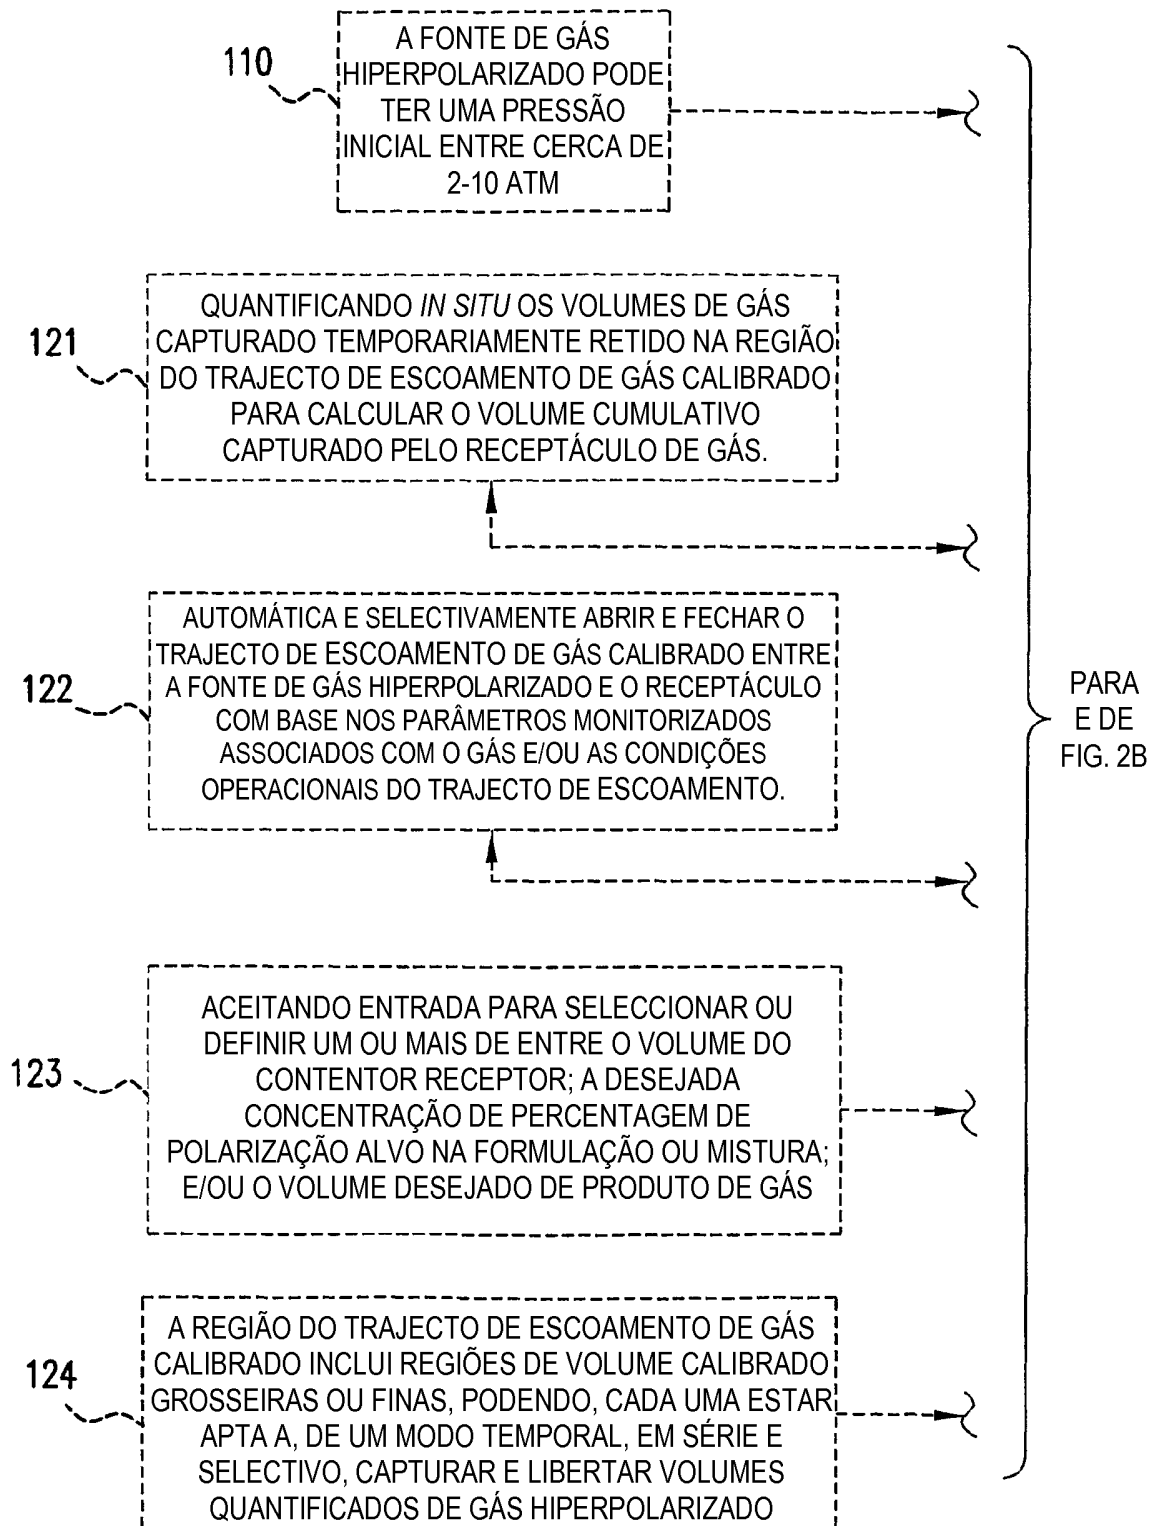 110
A FONTE DE GÁS
HIPERPOLARIZADO PODE
TER UMA PRESSÃO
INICIAL ENTRE CERCA DE
2-10 ATM
121
QUANTIFICANDO IN SITU OS VOLUMES DE GÁS
CAPTURADO TEMPORARIAMENTE RETIDO NA REGIÃO
DO TRAJECTO DE ESCOAMENTO DE GÁS CALIBRADO
PARA CALCULAR O VOLUME CUMULATIVO
CAPTURADO PELO RECEPTÁCULO DE GÁS.
122
AUTOMÁTICA E SELECTIVAMENTE ABRIR E FECHAR O
TRAJECTO DE ESCOAMENTO DE GÁS CALIBRADO ENTRE
A FONTE DE GÁS HIPERPOLARIZADO E O RECEPTÁCULO
COM BASE NOS PARÂMETROS MONITORIZADOS
ASSOCIADOS COM O GÁS E/OU AS CONDIÇÕES
OPERACIONAIS DO TRAJECTO DE ESCOAMENTO.
PARA
E DE
FIG. 2B
123
ACEITANDO ENTRADA PARA SELECCIONAR OU
DEFINIR UM OU MAIS DE ENTRE O VOLUME DO
CONTENTOR RECEPTOR; A DESEJADA
CONCENTRAÇÃO DE PERCENTAGEM DE
POLARIZAÇÃO ALVO NA FORMULAÇÃO OU MISTURA;
E/OU O VOLUME DESEJADO DE PRODUTO DE GÁS
124
A REGIÃO DO TRAJECTO DE ESCOAMENTO DE GÁS
CALIBRADO INCLUI REGIÕES DE VOLUME CALIBRADO
GROSSEIRAS OU FINAS, PODENDO, CADA UMA ESTAR
APTA A, DE UM MODO TEMPORAL, EM SÉRIE E
SELECTIVO, CAPTURAR E LIBERTAR VOLUMES
QUANTIFICADOS DE GÁS HIPERPOLARIZADO